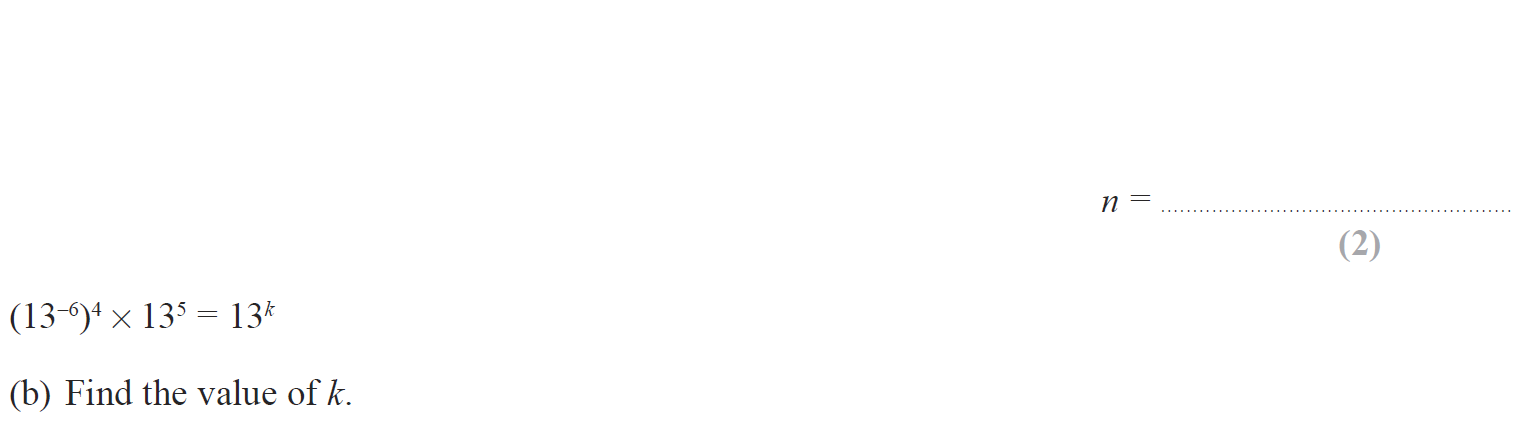 n = ......................................................
(2)
(13⁻⁶)⁴ × 13⁵ = 13ᵏ
(b) Find the value of k.